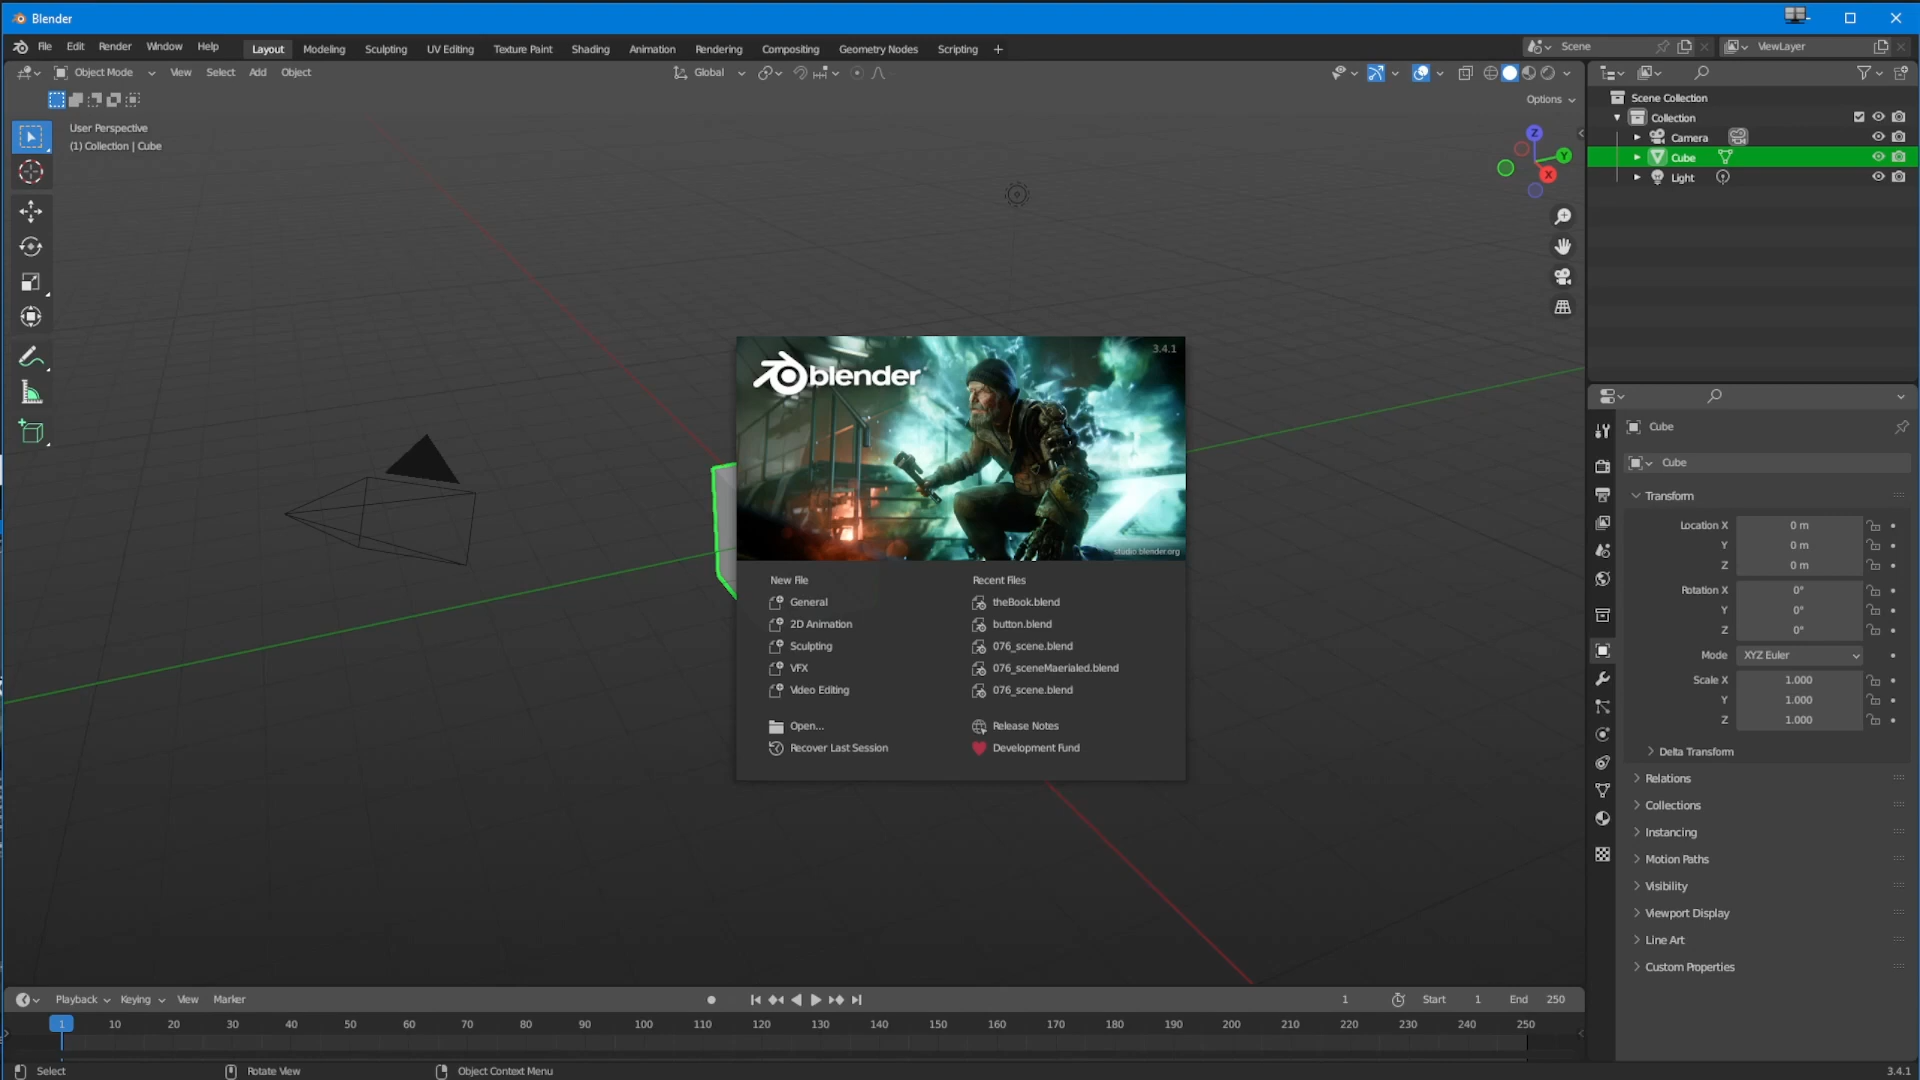 Blender
File Edit Render Window Help Layout Modeling Sculpting UV Editing Texture Paint Shading Animation Rendering Compositing Geometry Nodes Scripting + Scene ViewLayer
Object Mode View Select Add Object Global
Options
User Perspective
(1) Collection | Cube
Z
Y
X
Scene Collection
Collection
Camera
Cube
Light
3.4.1
blender
studio.blender.org
New File
General
2D Animation
Sculpting
VFX
Video Editing
Open...
Recover Last Session
Recent Files
theBook.blend
button.blend
076_scene.blend
076_sceneMaerialed.blend
076_scene.blend
Release Notes
Development Fund
Cube
Cube
Transform
Location X 0 m
Y 0 m
Z 0 m
Rotation X 0°
Y 0°
Z 0°
Mode XYZ Euler
Scale X 1.000
Y 1.000
Z 1.000
Delta Transform
Relations
Collections
Instancing
Motion Paths
Visibility
Viewport Display
Line Art
Custom Properties
Playback Keying View Marker 1 Start 1 End 250
1 10 20 30 40 50 60 70 80 90 100 110 120 130 140 150 160 170 180 190 200 210 220 230 240 250
Select Rotate View Object Context Menu 3.4.1